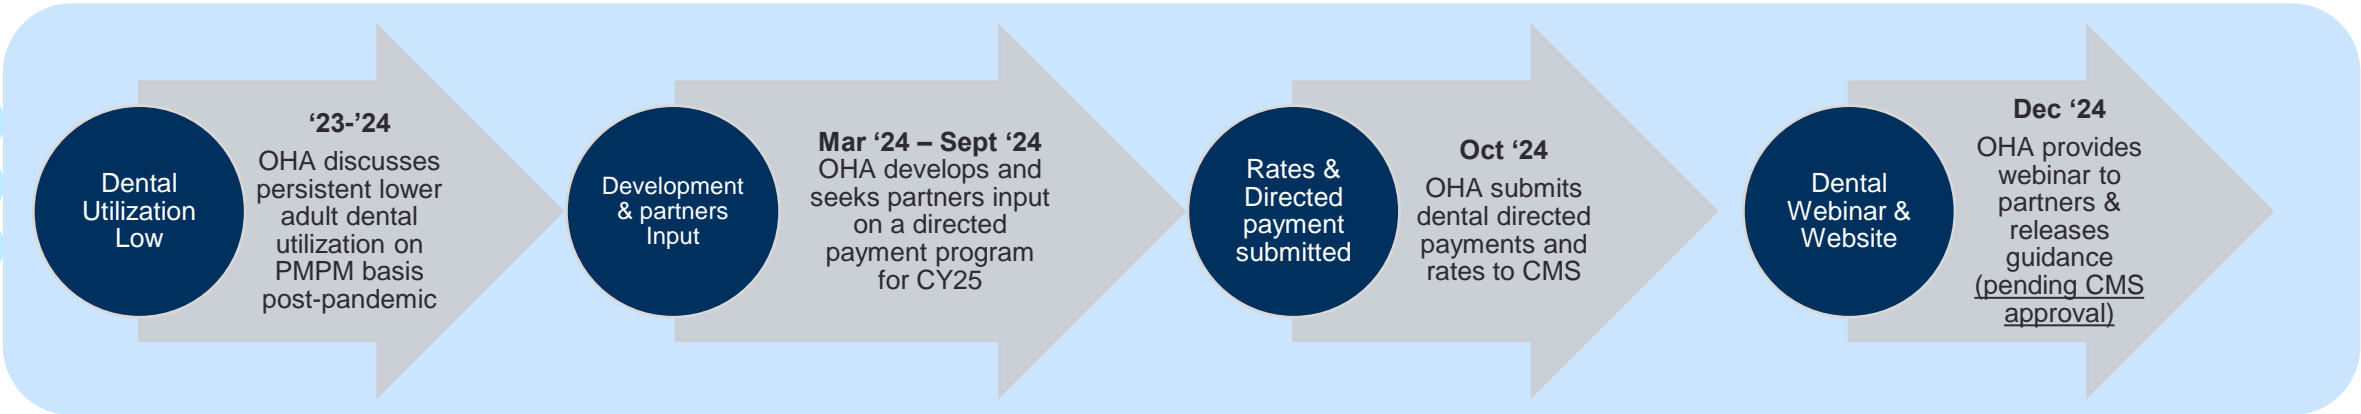 Dental
Utilization
Low
‘23-’24
OHA discusses
persistent lower
adult dental
utilization on
PMPM basis
post-pandemic
Development
& partners
Input
Mar ‘24 – Sept ‘24
OHA develops and
seeks partners input
on a directed
payment program
for CY25
Rates &
Directed
payment
submitted
Oct ‘24
OHA submits
dental directed
payments and
rates to CMS
Dental
Webinar &
Website
Dec ‘24
OHA provides
webinar to
partners &
releases
guidance
(pending CMS
approval)